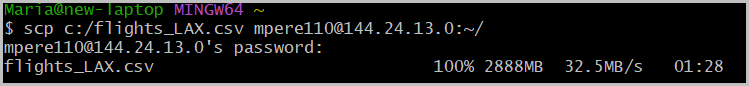 Maria@new-laptop MINGW64 ~
$ scp c:/flights_LAX.csv mpere110@144.24.13.0:~/
mpere110@144.24.13.0's password:
flights_LAX.csv 100% 2888MB 32.5MB/s 01:28